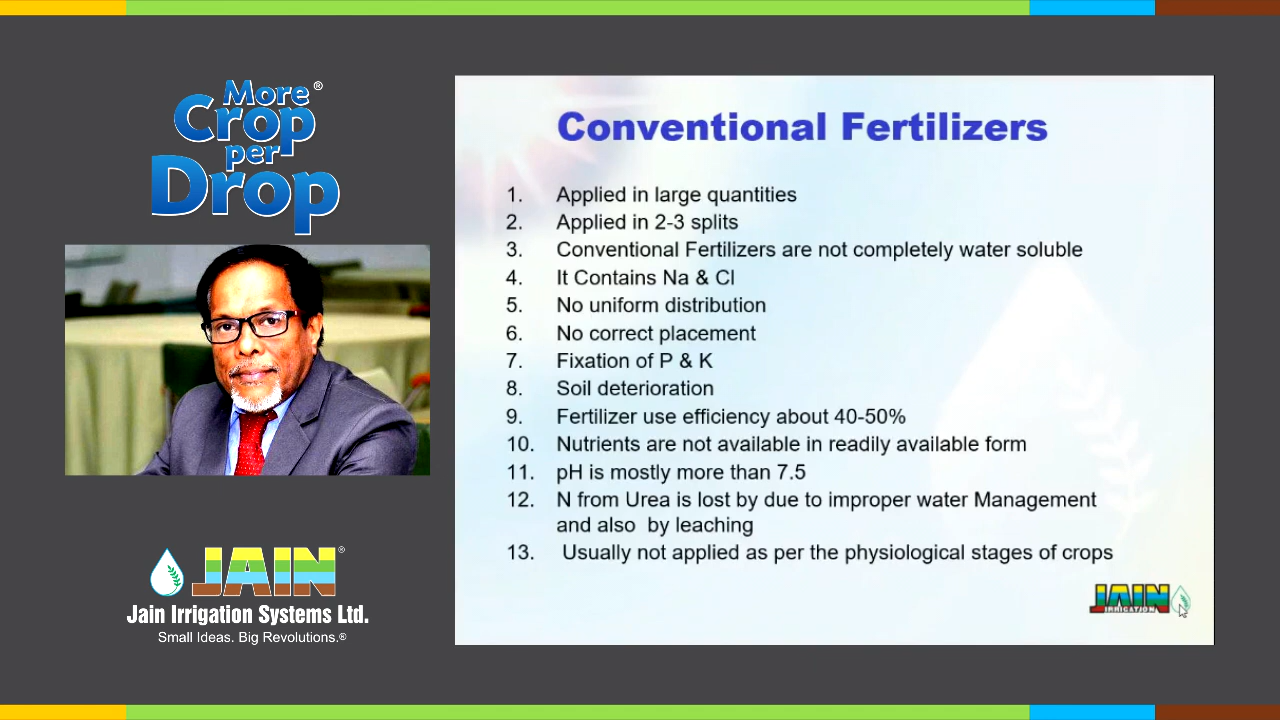 More®
Crop
per
Drop
JAIN®
Jain Irrigation Systems Ltd.
Small Ideas. Big Revolutions.®
Conventional Fertilizers
1. Applied in large quantities
2. Applied in 2-3 splits
3. Conventional Fertilizers are not completely water soluble
4. It Contains Na & Cl
5. No uniform distribution
6. No correct placement
7. Fixation of P & K
8. Soil deterioration
9. Fertilizer use efficiency about 40-50%
10. Nutrients are not available in readily available form
11. pH is mostly more than 7.5
12. N from Urea is lost by due to improper water Management
and also by leaching
13. Usually not applied as per the physiological stages of crops
JAIN
IRRIGATION